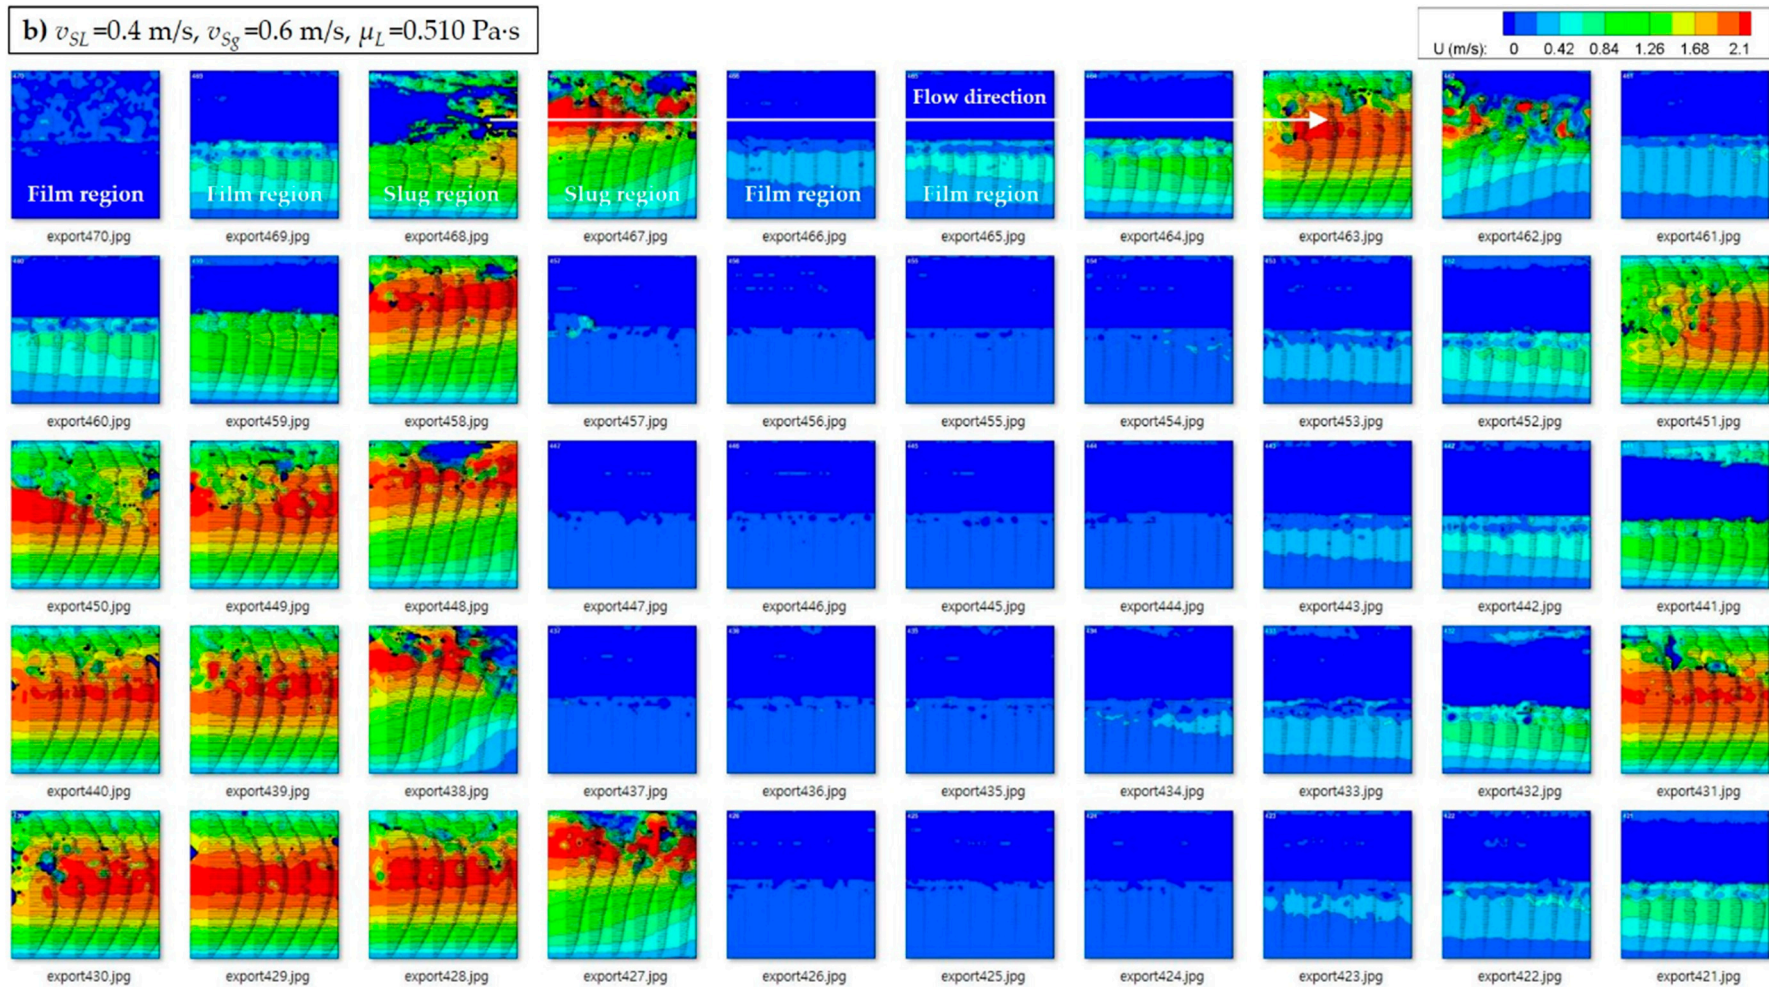 b) vSL=0.4 m/s, vSg=0.6 m/s, μL=0.510 Pa·s
U (m/s): 0 0.42 0.84 1.26 1.68 2.1
Flow direction
Film region Film region Slug region Slug region Film region Film region
export470.jpg export469.jpg export468.jpg export467.jpg export466.jpg export465.jpg export464.jpg export463.jpg export462.jpg export461.jpg
export460.jpg export459.jpg export458.jpg export457.jpg export456.jpg export455.jpg export454.jpg export453.jpg export452.jpg export451.jpg
export450.jpg export449.jpg export448.jpg export447.jpg export446.jpg export445.jpg export444.jpg export443.jpg export442.jpg export441.jpg
export440.jpg export439.jpg export438.jpg export437.jpg export436.jpg export435.jpg export434.jpg export433.jpg export432.jpg export431.jpg
export430.jpg export429.jpg export428.jpg export427.jpg export426.jpg export425.jpg export424.jpg export423.jpg export422.jpg export421.jpg